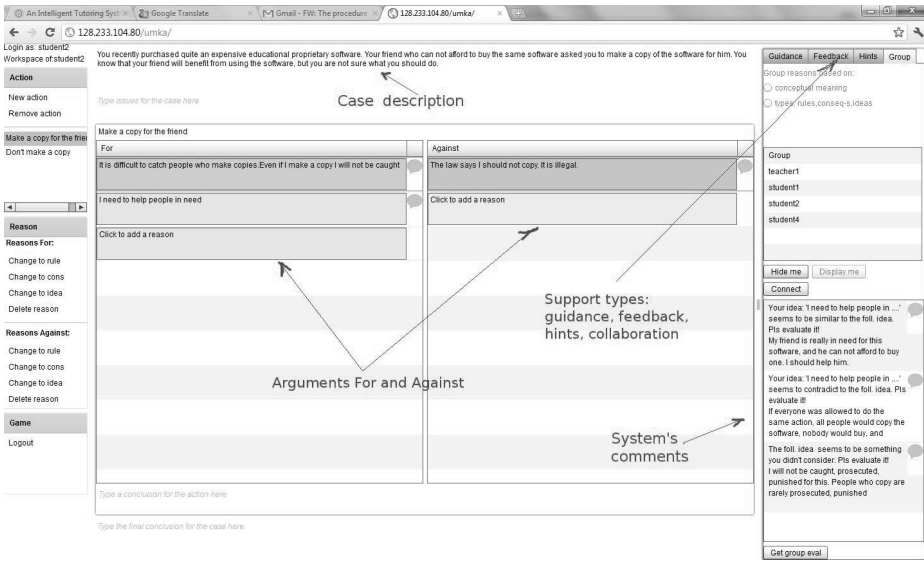 An Intelligent Tutoring Syst
Google Translate
Gmail - FW: The procedure
128.233.104.80/umka/
128.233.104.80/umka/
Login as: student2
Workspace of:student2
Action
New action
Remove action
Make a copy for the frie
Don't make a copy
Reason
Reasons For:
Change to rule
Change to cons
Change to idea
Delete reason
Reasons Against:
Change to rule
Change to cons
Change to idea
Delete reason
Game
Logout
You recently purchased quite an expensive educational proprietary software. Your friend who can not afford to buy the same software asked you to make a copy of the software for him. You
know that your friend will benefit from using the software, but you are not sure what you should
do.
Case description
Type issues for the case here
Make a copy for the friend
For
Against
It is difficult to catch people who make copies.Even if I make a copy I will not be caught
The law says I should not copy. It is illegal.
I need to help people in need
Click to add a reason
Click to add a reason
Support types:
guidance, feedback,
hints, collaboration
Arguments For and Against
System's
comments
Type a conclusion for the action here
Type the final conclusion for the case here
Guidance
Feedback
Hints
Group
Group reasons based on:
conceptual meaning
types: rules,conseq-s,ideas
Group
teacher1
student1
student2
student4
Hide me
Display me
Connect
Your idea: 'I need to help people in ....'
seems to be similar to the foll. idea.
Pls evaluate it!
My friend is really in need for this
software, and he can not afford to buy
one. I should help him.
Your idea: 'I need to help people in ....'
seems to contradict to the foll. idea. Pls
evaluate it!
If everyone was allowed to do the
same action, all people would copy the
software, nobody would buy, and
The foll. idea seems to be something
you didn't consider. Pls evaluate it!
I will not be caught, prosecuted,
punished for this. People who copy are
rarely prosecuted, punished
Get group eval